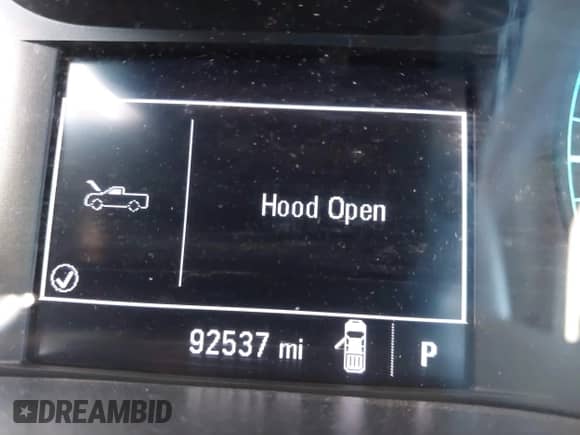 Hood Open
92537 mi
P
DREAMBID